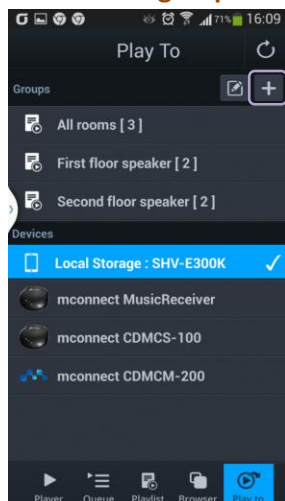 71% 16:09
Play To
Groups
All rooms [ 3 ]
First floor speaker [ 2 ]
Second floor speaker [ 2 ]
Devices
Local Storage : SHV-E300K
mconnect MusicReceiver
mconnect CDMCS-100
mconnect CDMCM-200
Player Queue Playlist Browser Play to